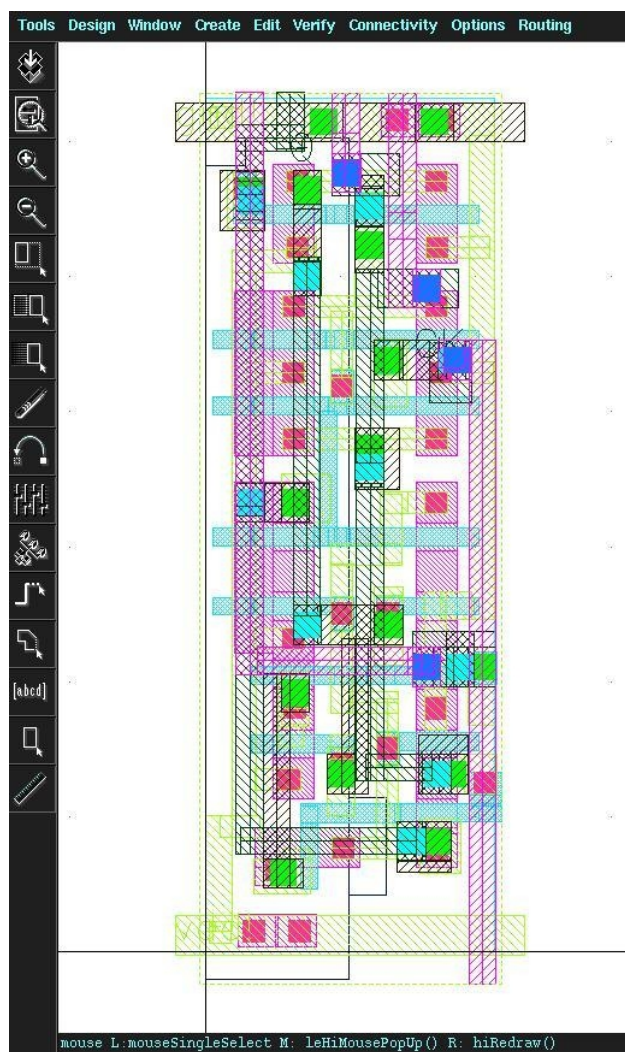 Tools Design Window Create Edit Verify Connectivity Options Routing
[abcd]
mouse L:mouseSingleSelect M: leHiMousePopUp() R: hiRedraw()